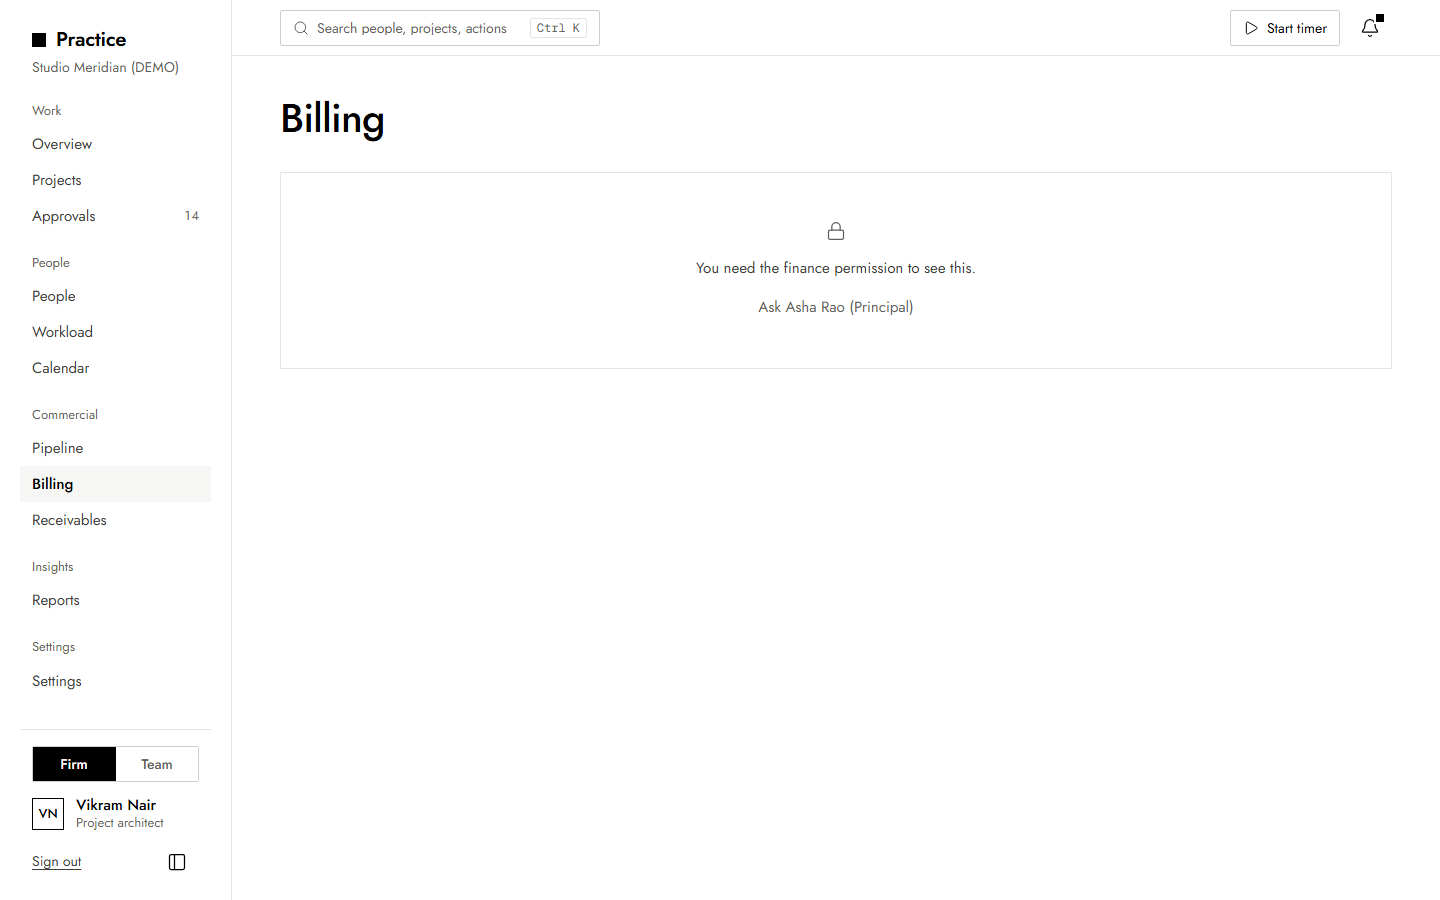 Practice
Studio Meridian (DEMO)
Work
Overview
Projects
Approvals 14
People
People
Workload
Calendar
Commercial
Pipeline
Billing
Receivables
Insights
Reports
Settings
Settings
Firm Team
VN
Vikram Nair
Project architect
Sign out
Search people, projects, actions Ctrl K
Start timer
Billing
You need the finance permission to see this.
Ask Asha Rao (Principal)